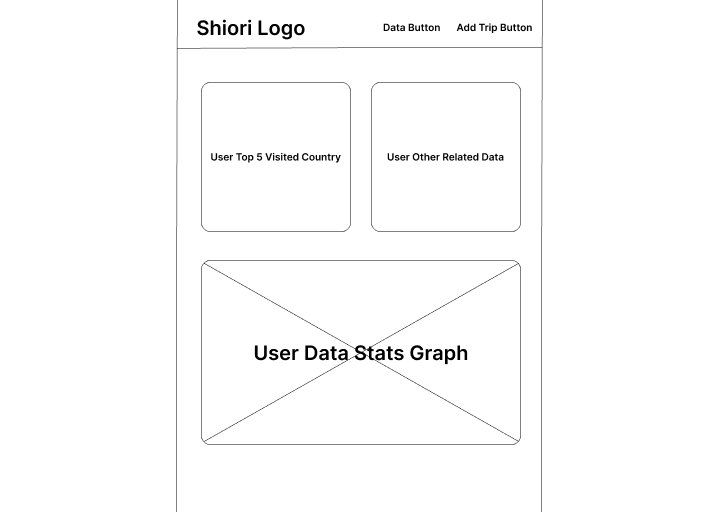 Shiori Logo
Data Button
Add Trip Button
User Top 5 Visited Country
User Other Related Data
User Data Stats Graph